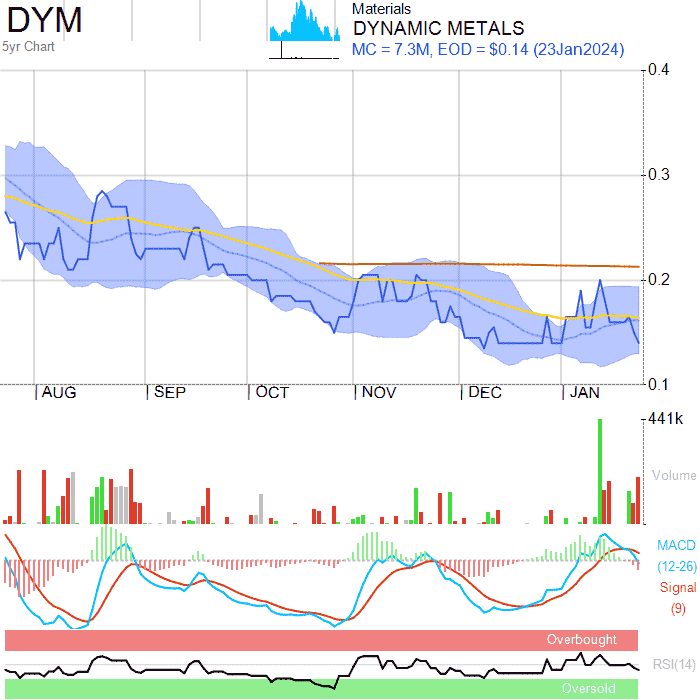 DYM
5yr Chart
Materials
DYNAMIC METALS
MC = 7.3M, EOD = $0.14 (23Jan2024)
0.4
0.3
0.2
0.1
AUG SEP OCT NOV DEC JAN
441k
Volume
MACD
(12-26)
Signal
(9)
Overbought
RSI(14)
Oversold